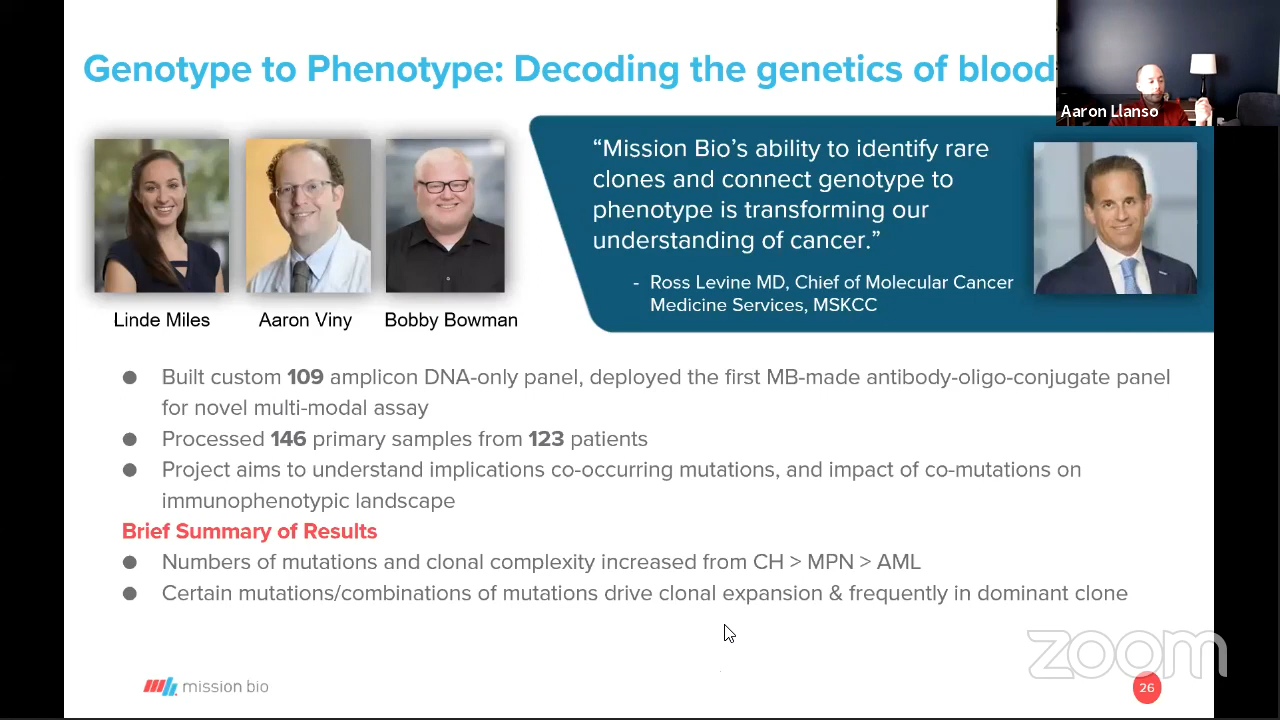 Genotype to Phenotype: Decoding the genetics of blood
Aaron Llanso
“Mission Bio’s ability to identify rare
clones and connect genotype to
phenotype is transforming our
understanding of cancer.”
- Ross Levine MD, Chief of Molecular Cancer
Medicine Services, MSKCC
Linde Miles
Aaron Viny
Bobby Bowman
● Built custom 109 amplicon DNA-only panel, deployed the first MB-made antibody-oligo-conjugate panel
for novel multi-modal assay
● Processed 146 primary samples from 123 patients
● Project aims to understand implications co-occurring mutations, and impact of co-mutations on
immunophenotypic landscape
Brief Summary of Results
● Numbers of mutations and clonal complexity increased from CH > MPN > AML
● Certain mutations/combinations of mutations drive clonal expansion & frequently in dominant clone
zoom
mission bio
26